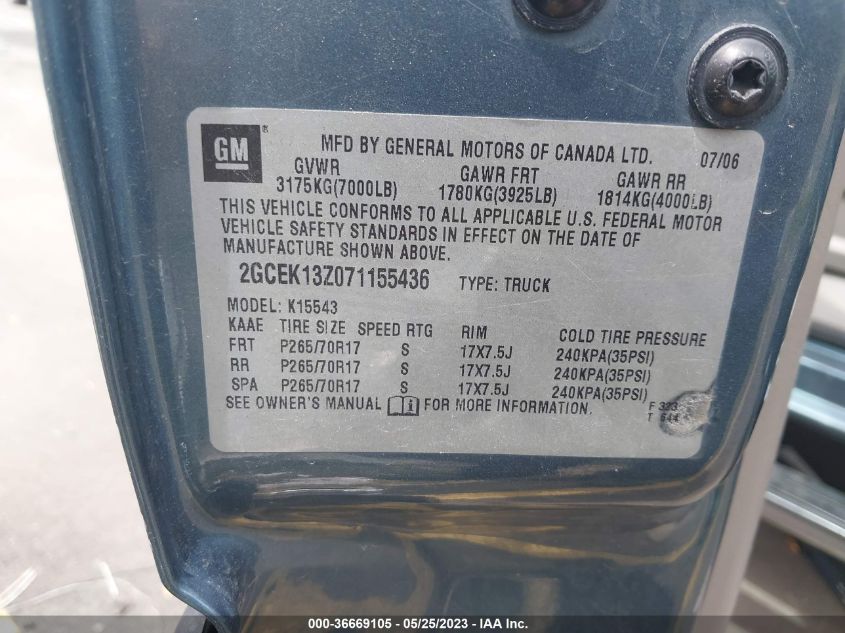 GM ® MFD BY GENERAL MOTORS OF CANADA LTD. 07/06
GVWR GAWR FRT GAWR RR
3175KG(7000LB) 1780KG(3925LB) 1814KG(4000LB)
THIS VEHICLE CONFORMS TO ALL APPLICABLE U.S. FEDERAL MOTOR
VEHICLE SAFETY STANDARDS IN EFFECT ON THE DATE OF
MANUFACTURE SHOWN ABOVE.
2GCEK13Z071155436 TYPE: TRUCK
MODEL: K15543
KAAE TIRE SIZE SPEED RTG RIM COLD TIRE PRESSURE
FRT P265/70R17 S 17X7.5J 240KPA(35PSI)
RR P265/70R17 S 17X7.5J 240KPA(35PSI)
SPA P265/70R17 S 17X7.5J 240KPA(35PSI)
SEE OWNER'S MANUAL FOR MORE INFORMATION.
F 323
T 644
000-36669105 - 05/25/2023 - IAA Inc.